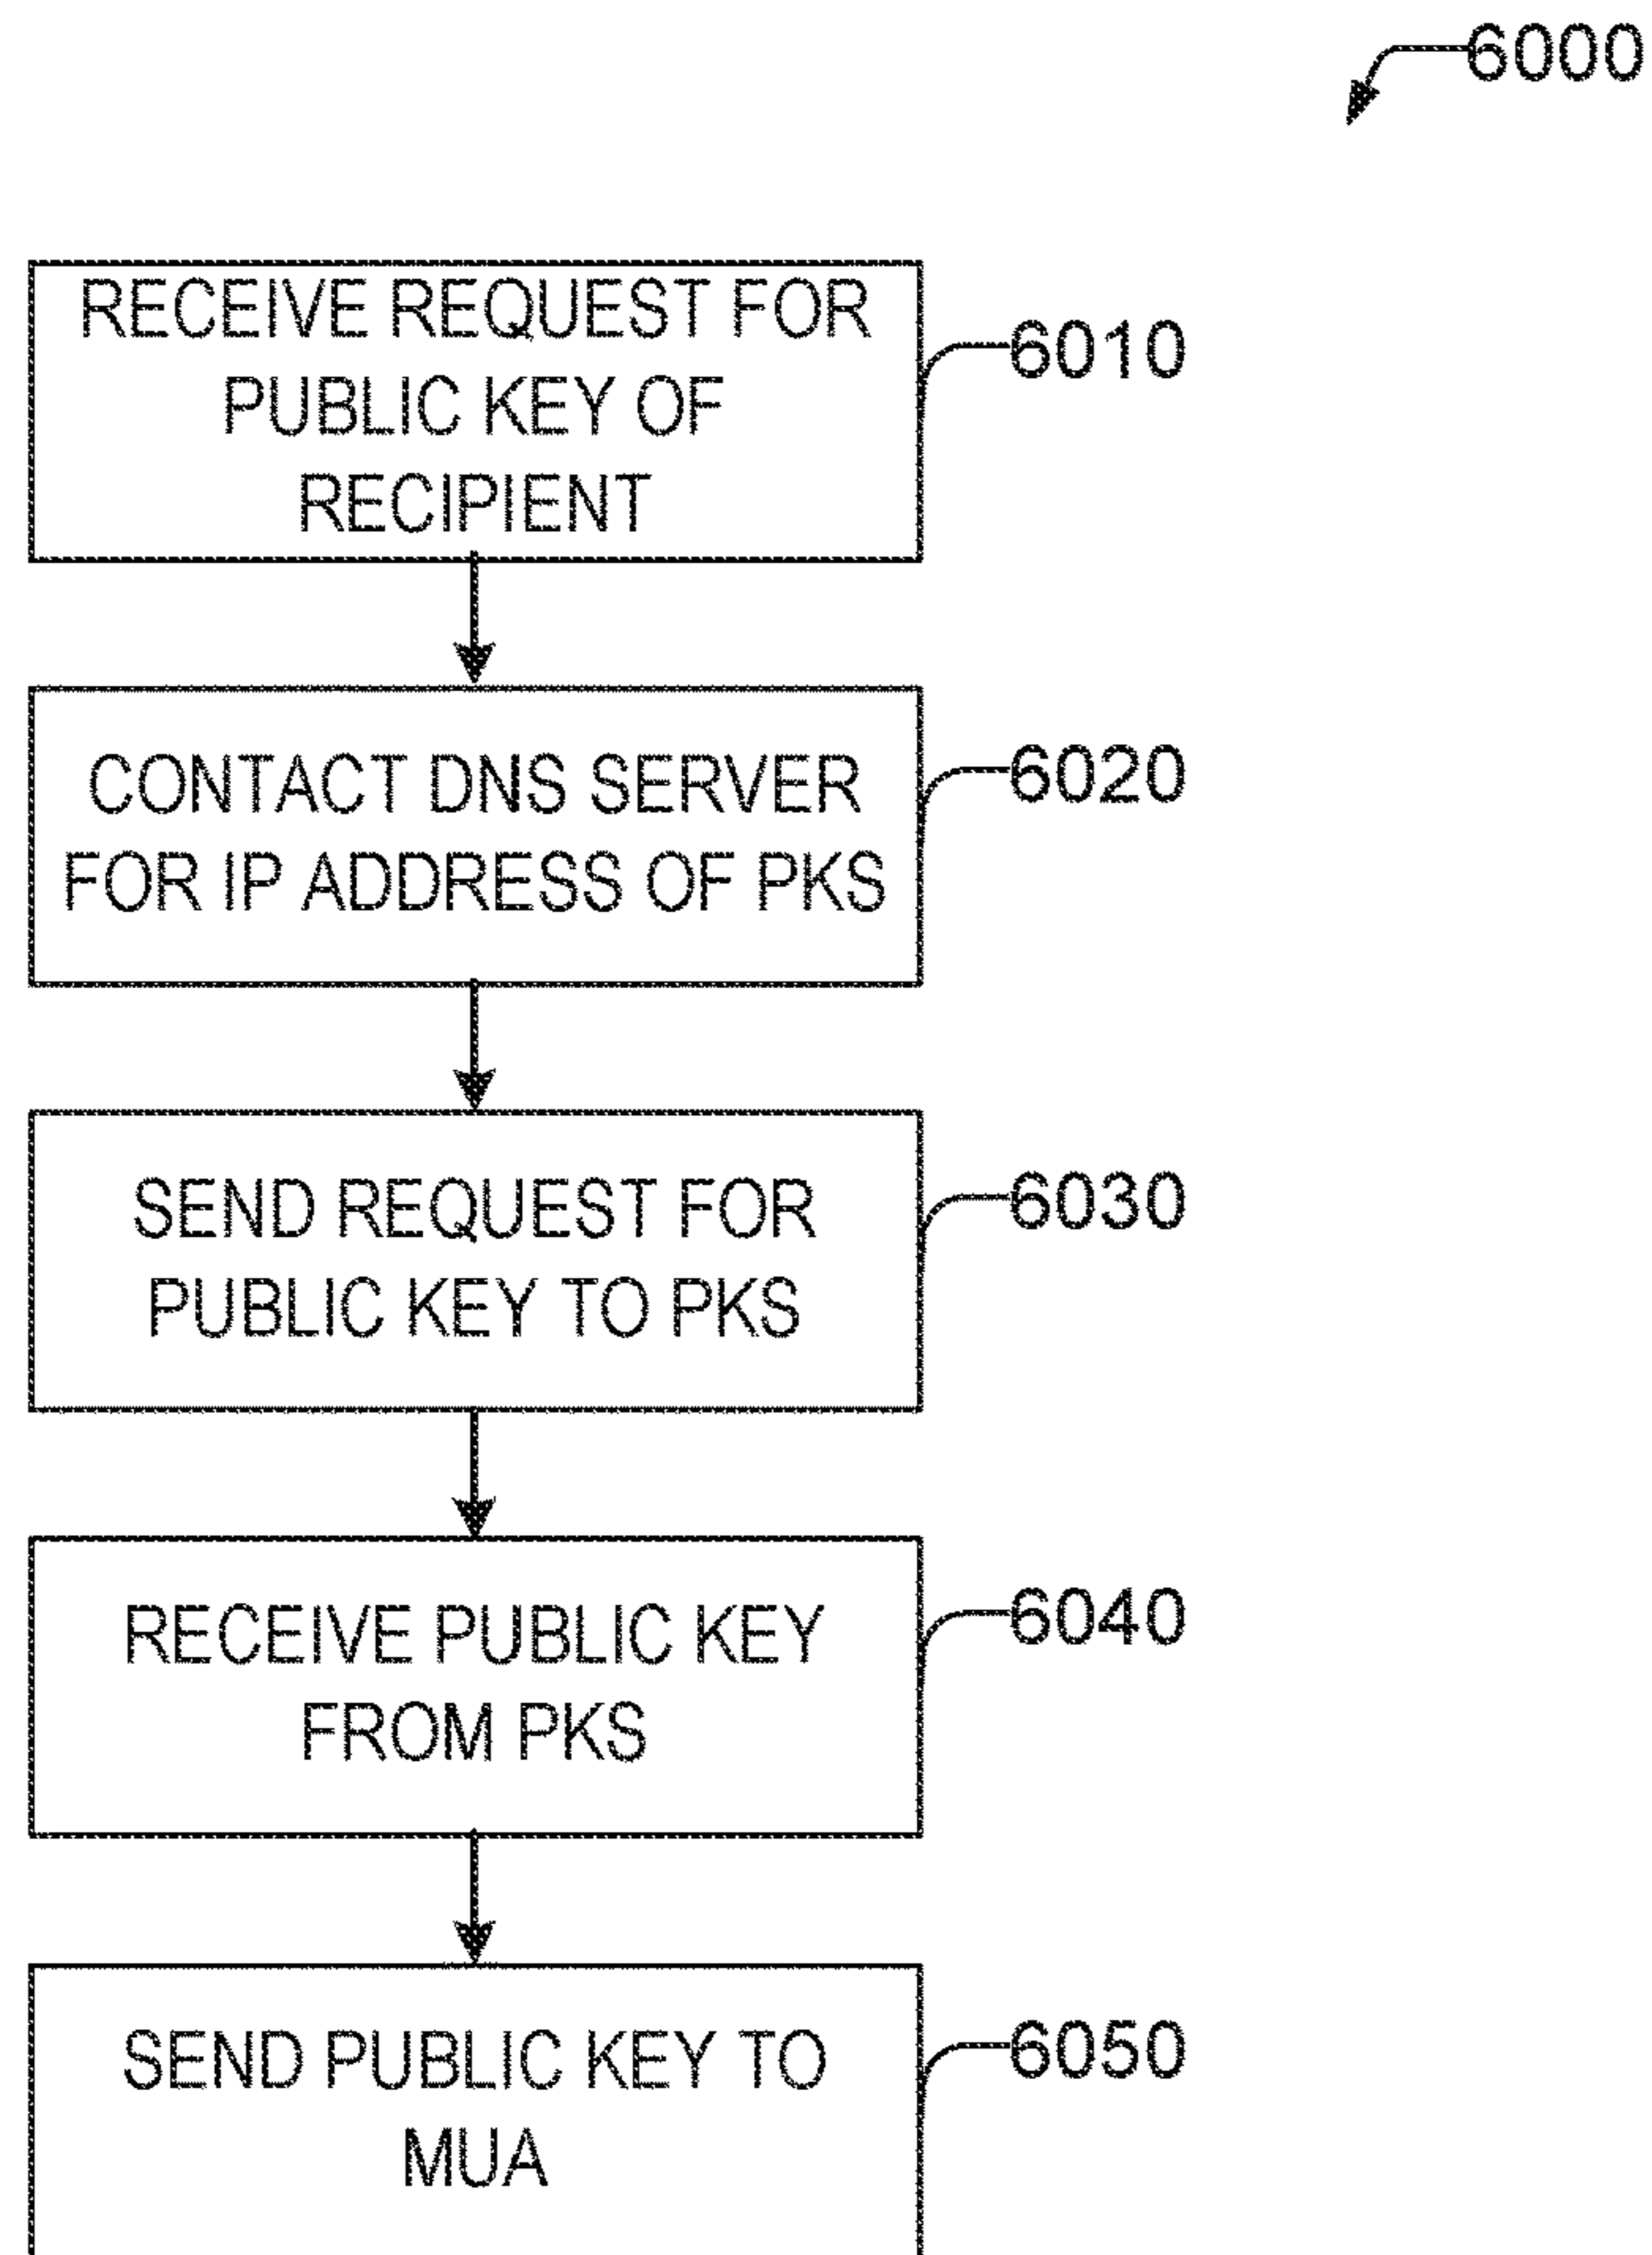 6000
RECEIVE REQUEST FOR
PUBLIC KEY OF
RECIPIENT
6010
CONTACT DNS SERVER
FOR IP ADDRESS OF PKS
6020
SEND REQUEST FOR
PUBLIC KEY TO PKS
6030
RECEIVE PUBLIC KEY
FROM PKS
6040
SEND PUBLIC KEY TO
MUA
6050